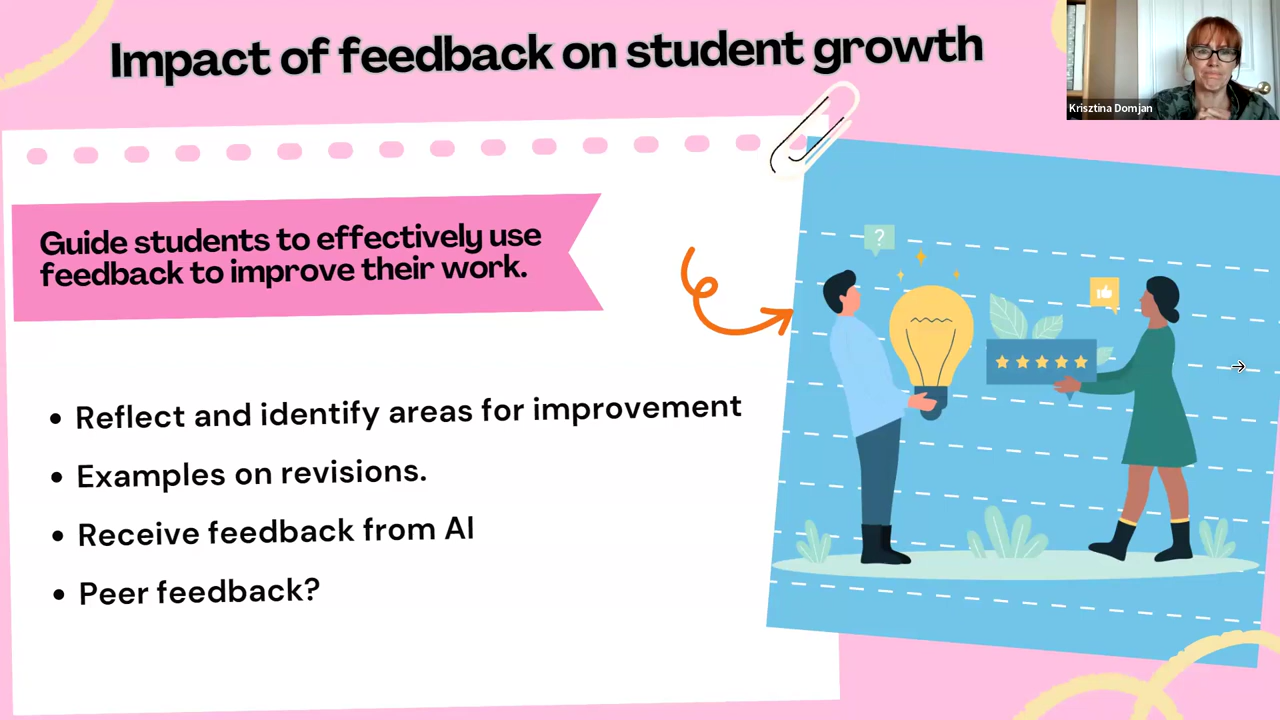 Impact of feedback on student growth
Krisztina Domjan
Guide students to effectively use
feedback to improve their work.
?
• Reflect and identify areas for improvement
• Examples on revisions.
• Receive feedback from AI
• Peer feedback?